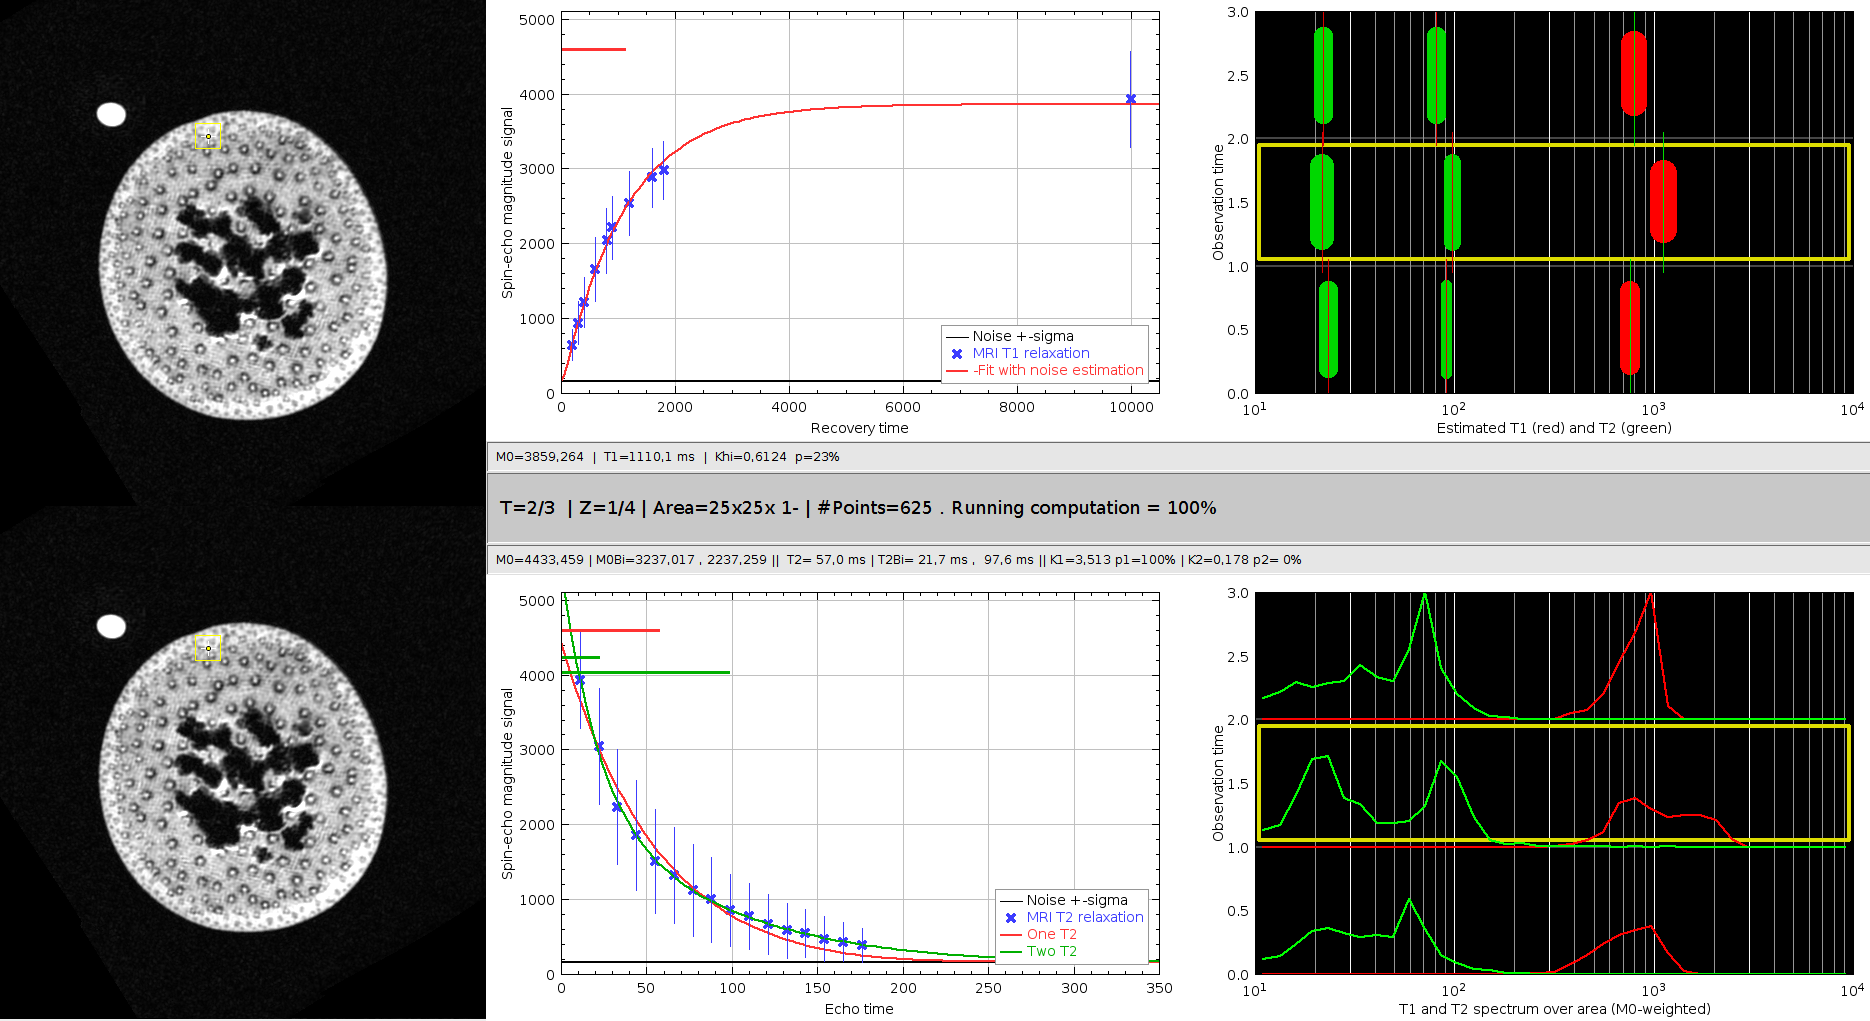 5000
4000
3000
2000
1000
0
Spin-echo magnitude signal
Noise +-sigma
MRI T1 relaxation
-Fit with noise estimation
0 2000 4000 6000 8000 10000
Recovery time
3.0
2.5
2.0
1.5
1.0
0.5
0.0
Observation time
10^1 10^2 10^3 10^4
Estimated T1 (red) and T2 (green)
M0=3859,264 | T1=1110,1 ms | Khi=0,6124 p=23%
T=2/3 | Z=1/4 | Area=25x25x 1- | #Points=625 . Running computation = 100%
M0=4433,459 | M0Bi=3237,017 , 2237,259 || T2= 57,0 ms | T2Bi= 21,7 ms , 97,6 ms || K1=3,513 p1=100% | K2=0,178 p2= 0%
5000
4000
3000
2000
1000
0
Spin-echo magnitude signal
Noise +-sigma
MRI T2 relaxation
One T2
Two T2
0 50 100 150 200 250 300 350
Echo time
3.0
2.5
2.0
1.5
1.0
0.5
0.0
Observation time
10^1 10^2 10^3 10^4
T1 and T2 spectrum over area (M0-weighted)